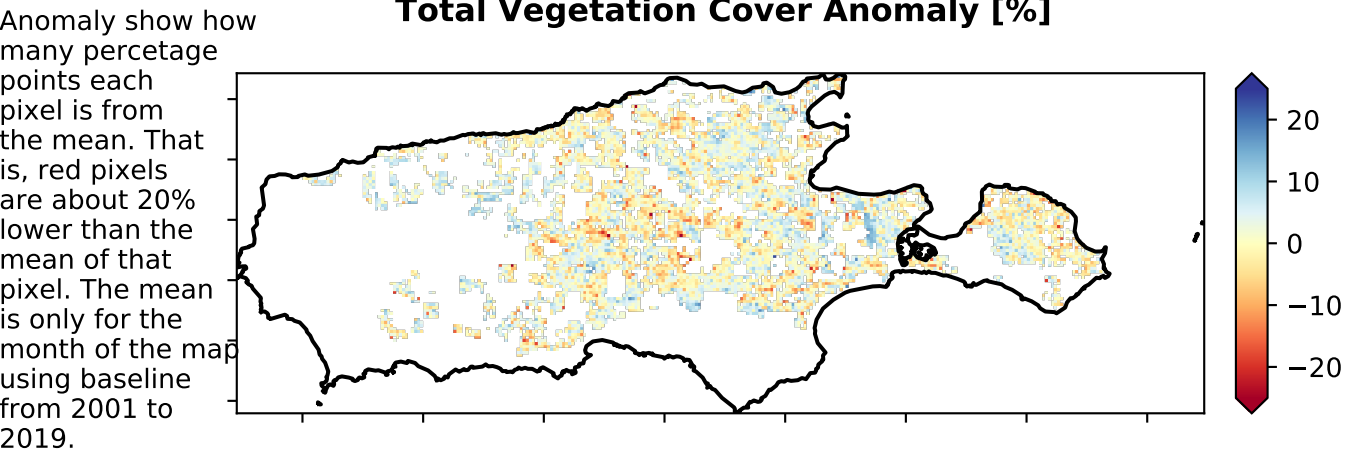 Total Vegetation Cover Anomaly [%]
Anomaly show how
many percetage
points each
pixel is from
the mean. That
is, red pixels
are about 20%
lower than the
mean of that
pixel. The mean
is only for the
month of the map
using baseline
from 2001 to
2019.
20
10
0
−10
−20